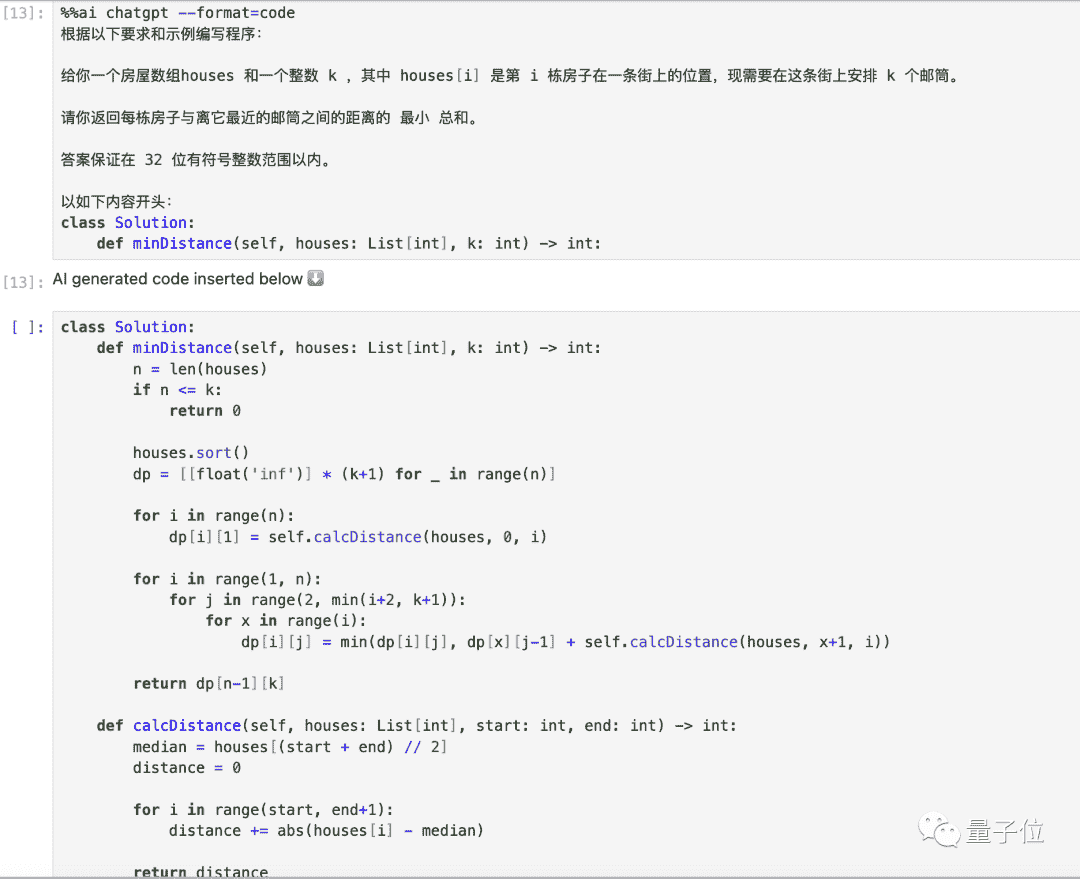 [13]: %%ai chatgpt --format=code
根据以下要求和示例编写程序:
给你一个房屋数组houses 和一个整数 k ，其中 houses[i] 是第 i 栋房子在一条街上的位置，现需要在这条街上安排 k 个邮筒。
请你返回每栋房子与离它最近的邮筒之间的距离的 最小 总和。
答案保证在 32 位有符号整数范围以内。
以如下内容开头:
class Solution:
    def minDistance(self, houses: List[int], k: int) -> int:
[13]: AI generated code inserted below ⬇️
[ ]: class Solution:
    def minDistance(self, houses: List[int], k: int) -> int:
        n = len(houses)
        if n <= k:
            return 0
        houses.sort()
        dp = [[float('inf')] * (k+1) for _ in range(n)]
        for i in range(n):
            dp[i][1] = self.calcDistance(houses, 0, i)
        for i in range(1, n):
            for j in range(2, min(i+2, k+1)):
                for x in range(i):
                    dp[i][j] = min(dp[i][j], dp[x][j-1] + self.calcDistance(houses, x+1, i))
        return dp[n-1][k]
    def calcDistance(self, houses: List[int], start: int, end: int) -> int:
        median = houses[(start + end) // 2]
        distance = 0
        for i in range(start, end+1):
            distance += abs(houses[i] - median)
        return distance
量子位